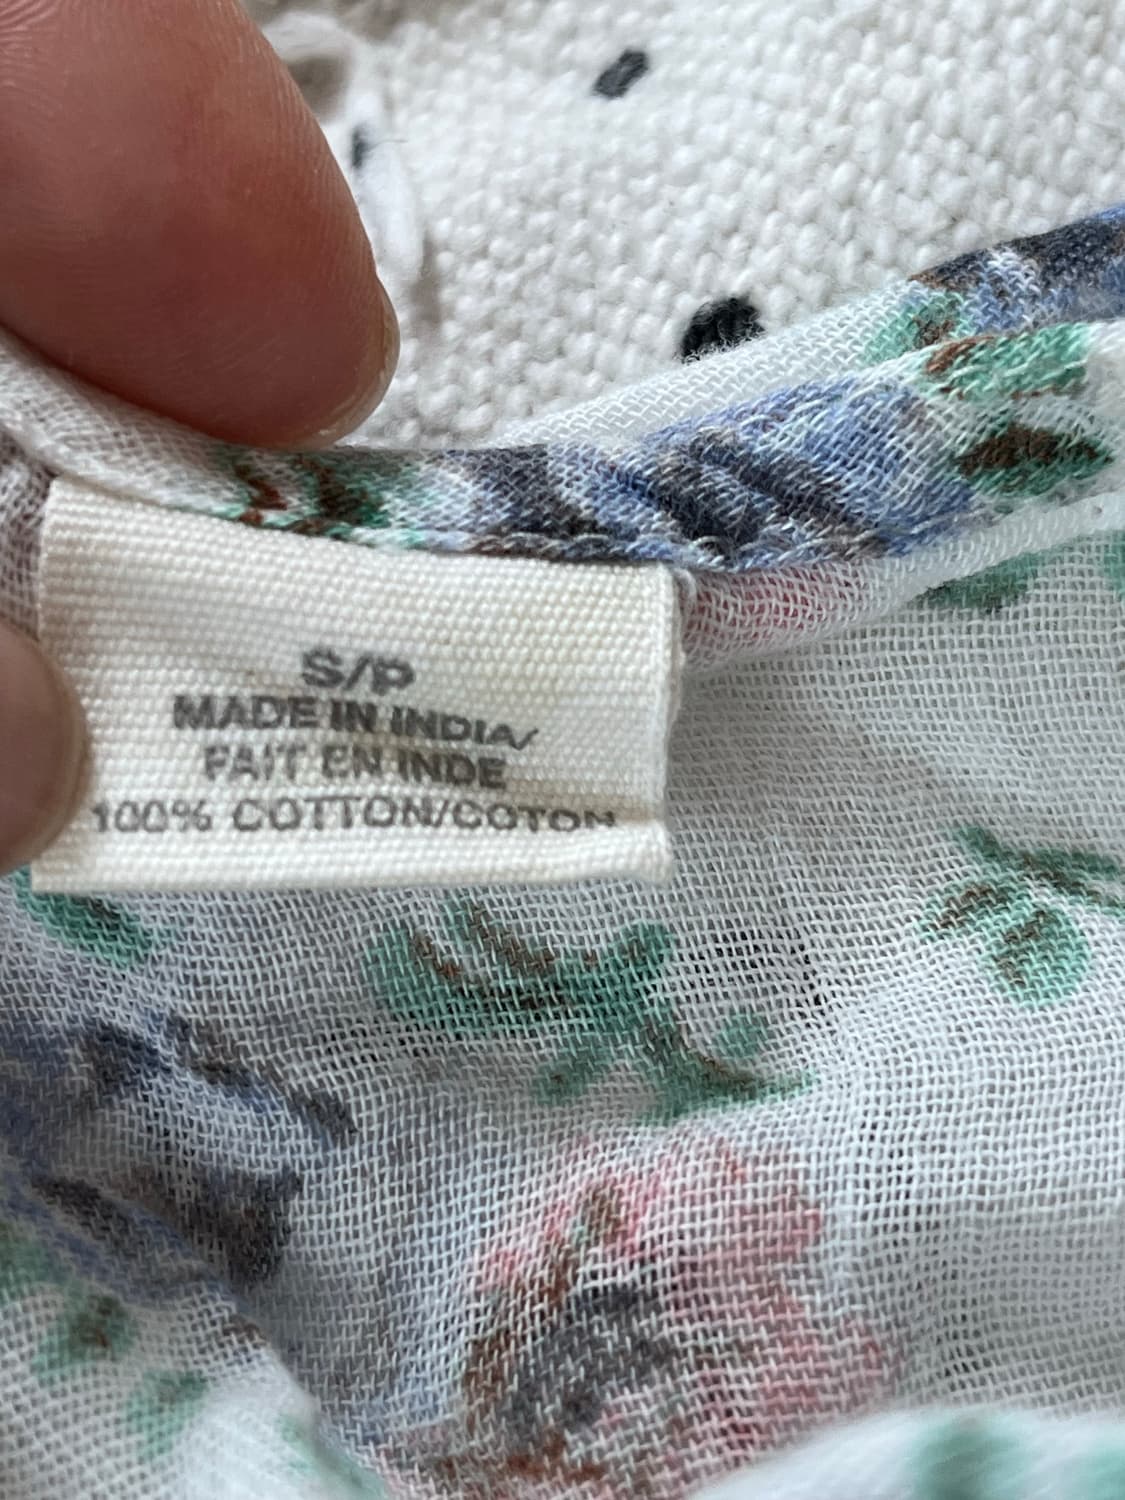 S/P
MADE IN INDIA/
FAIT EN INDE
100% COTTON/COTON